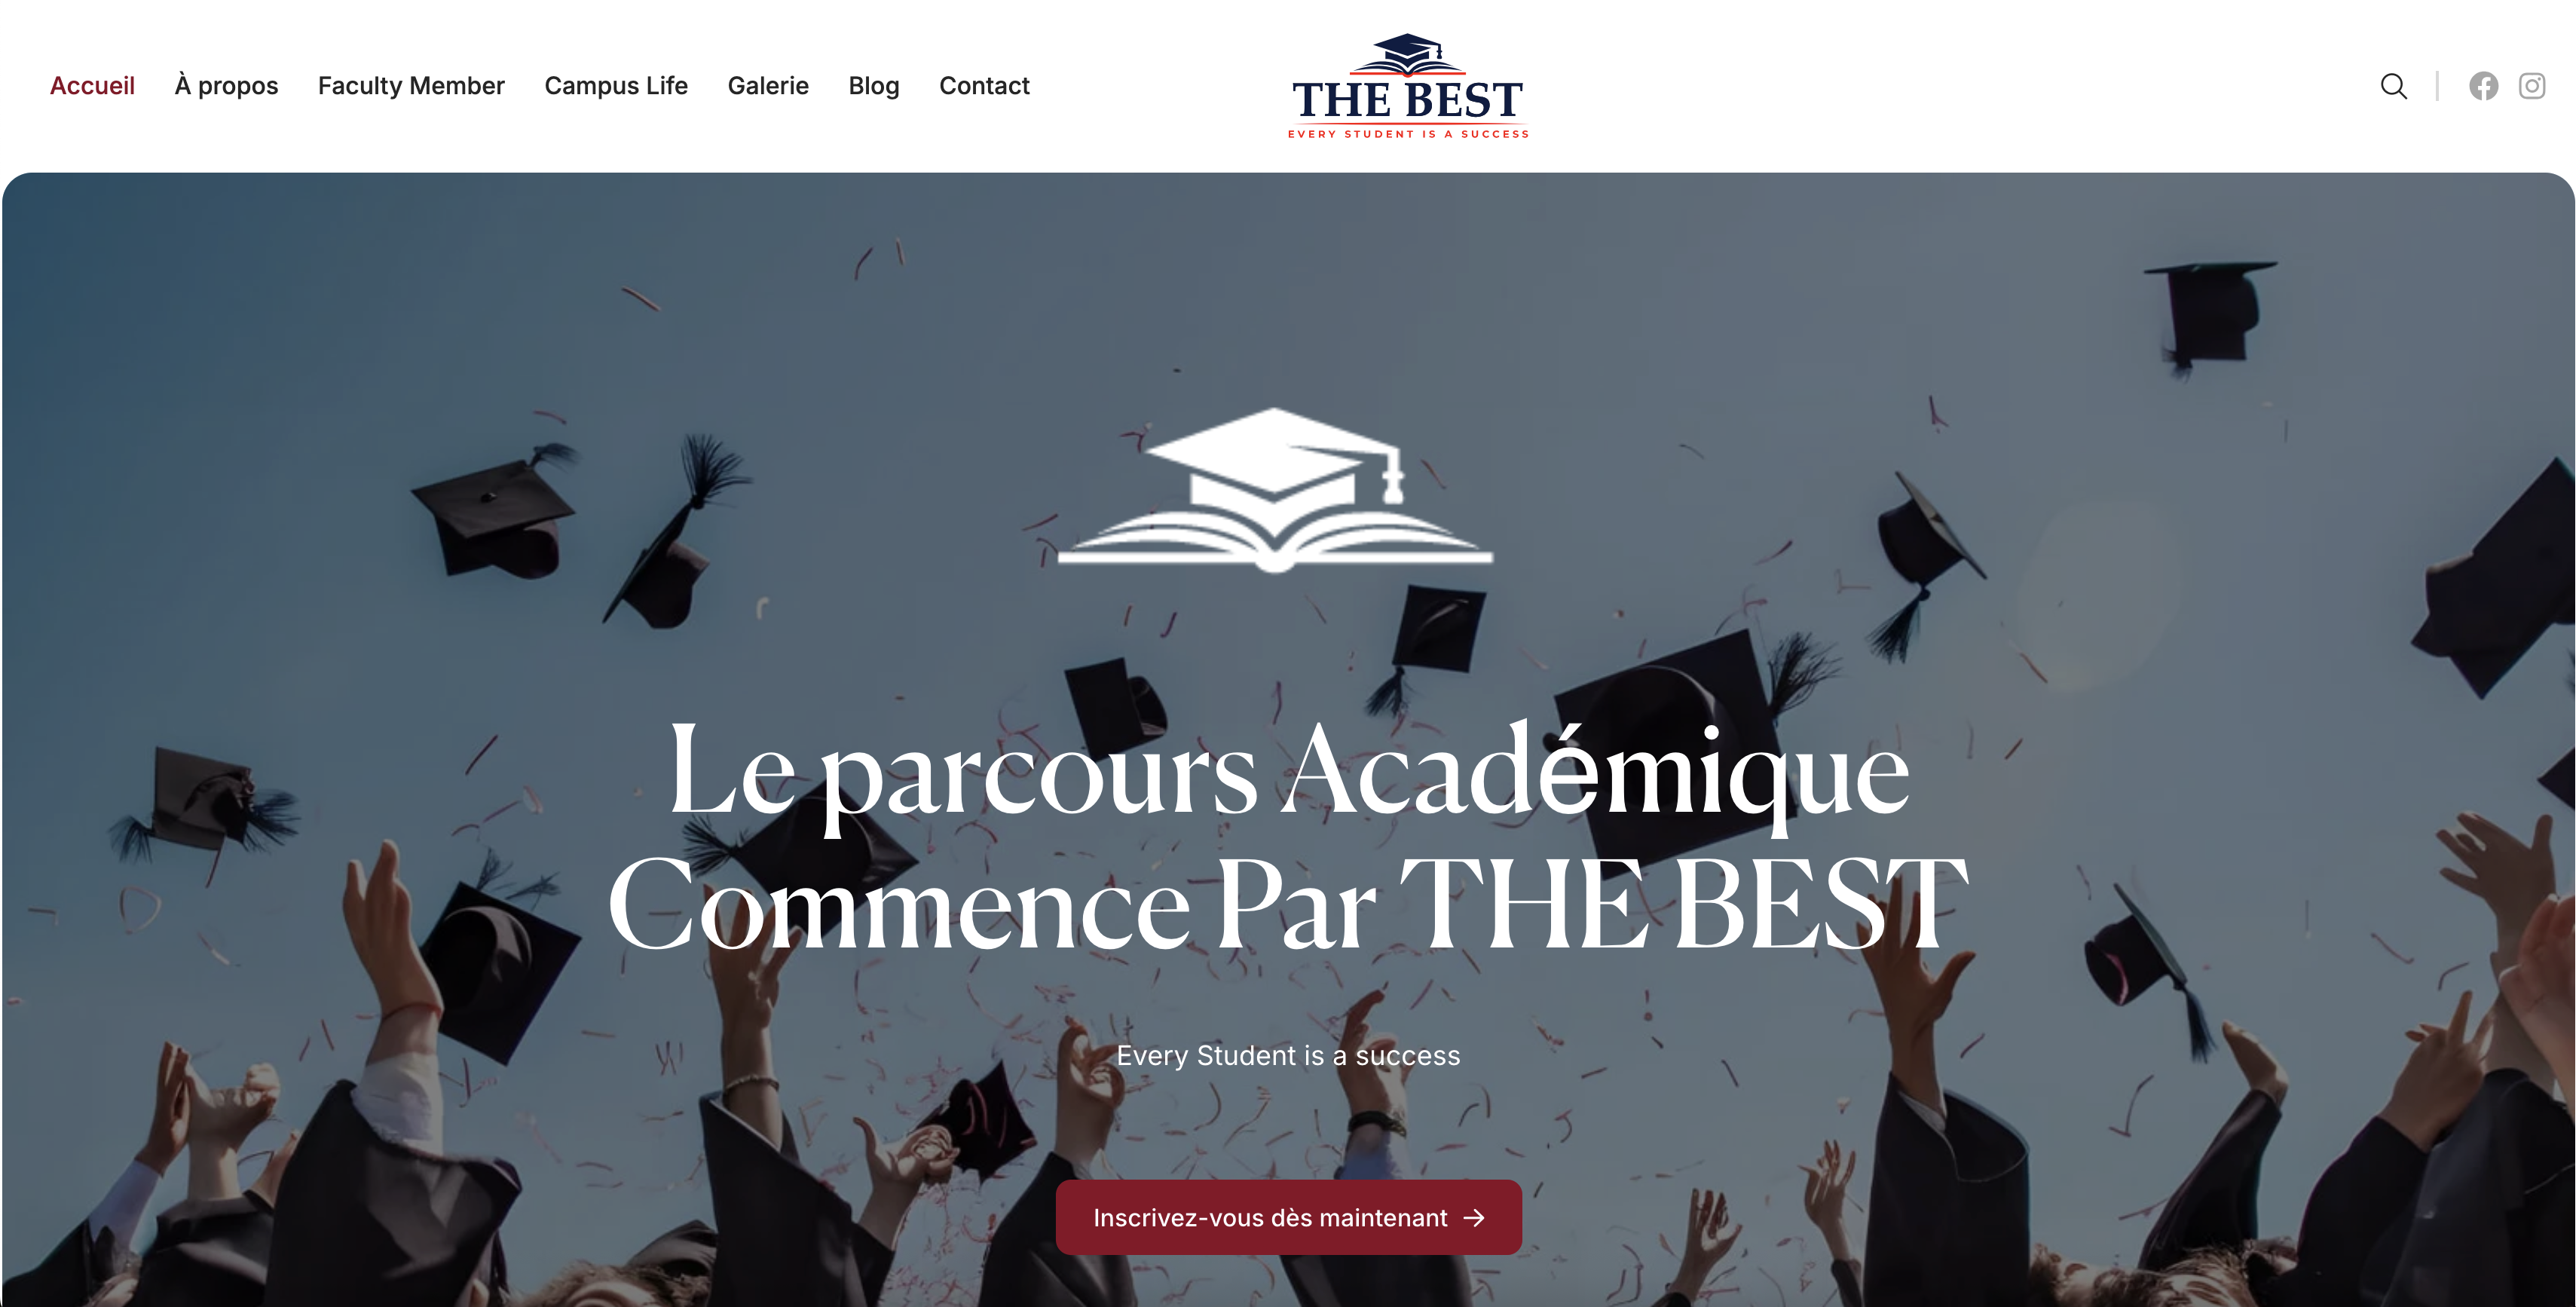 Accueil À propos Faculty Member Campus Life Galerie Blog Contact
THE BEST
EVERY STUDENT IS A SUCCESS
Le parcours Académique
Commence Par THE BEST
Every Student is a success
Inscrivez-vous dès maintenant →